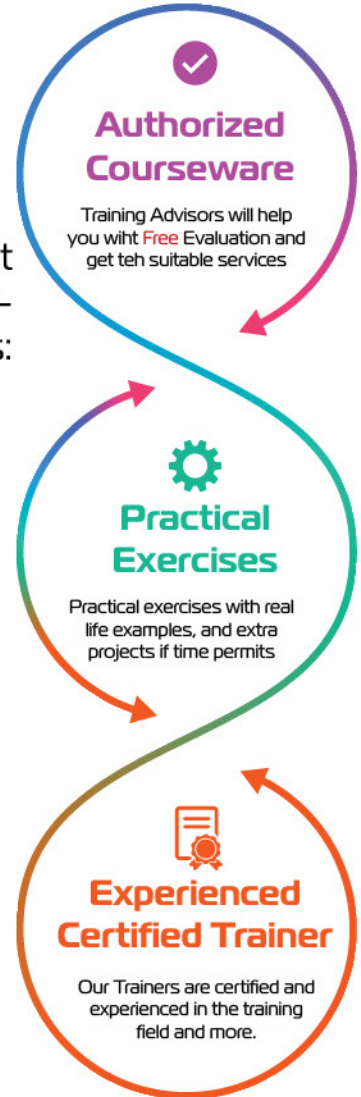 Authorized
Courseware
Training Advisors will help
you wiht Free Evaluation and
get teh suitable services
Practical
Exercises
Practical exercises with real
life examples, and extra
projects if time permits
Experienced
Certified Trainer
Our Trainers are certified and
experienced in the training
field and more.